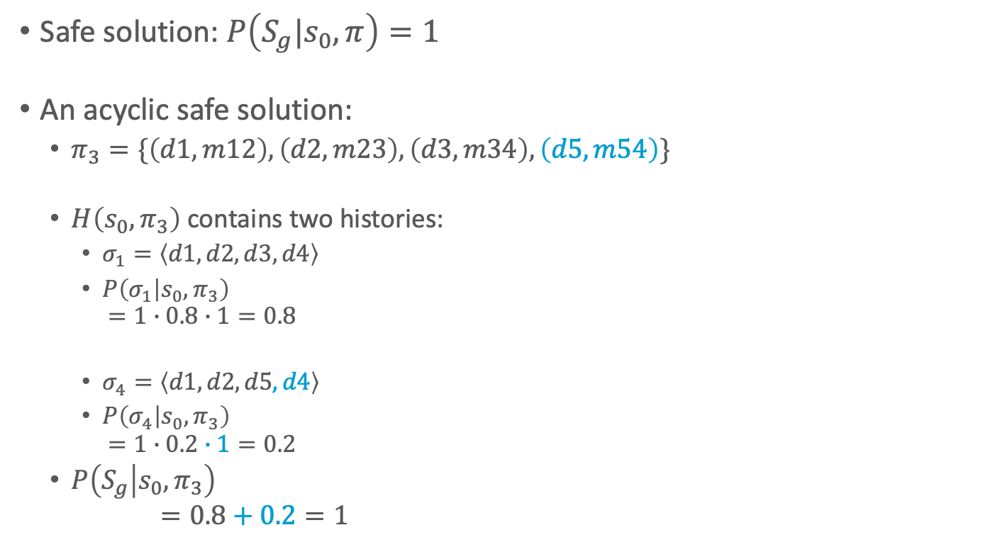 • Safe solution: P(S_g|s_0, π) = 1
• An acyclic safe solution:
• π_3 = {(d1, m12), (d2, m23), (d3, m34), (d5, m54)}
• H(s_0, π_3) contains two histories:
• σ_1 = ⟨d1, d2, d3, d4⟩
• P(σ_1|s_0, π_3)
= 1 · 0.8 · 1 = 0.8
• σ_4 = ⟨d1, d2, d5, d4⟩
• P(σ_4|s_0, π_3)
= 1 · 0.2 · 1 = 0.2
• P(S_g|s_0, π_3)
= 0.8 + 0.2 = 1